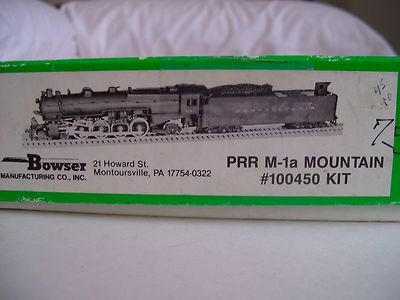 Bowser
MANUFACTURING CO., INC.
21 Howard St.
Montoursville, PA 17754-0322
PRR M-1a MOUNTAIN
#100450 KIT